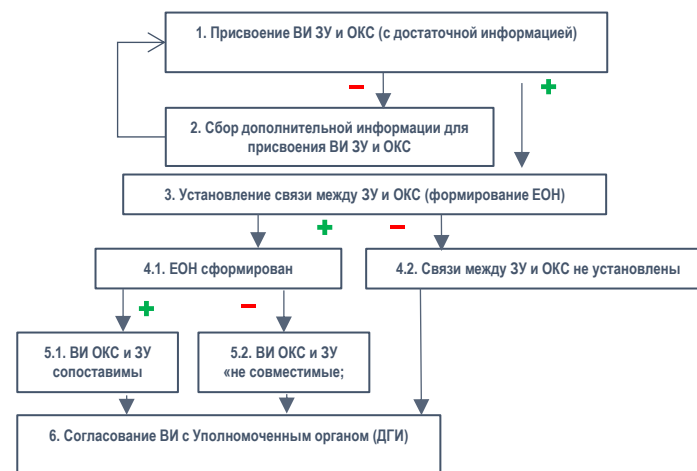 1. Присвоение ВИ ЗУ и ОКС (с достаточной информацией)
2. Сбор дополнительной информации для
присвоения ВИ ЗУ и ОКС
3. Установление связи между ЗУ и ОКС (формирование ЕОН)
4.1. ЕОН сформирован
4.2. Связи между ЗУ и ОКС не установлены
5.1. ВИ ОКС и ЗУ
сопоставимы
5.2. ВИ ОКС и ЗУ
«не совместимые;
6. Согласование ВИ с Уполномоченным органом (ДГИ)